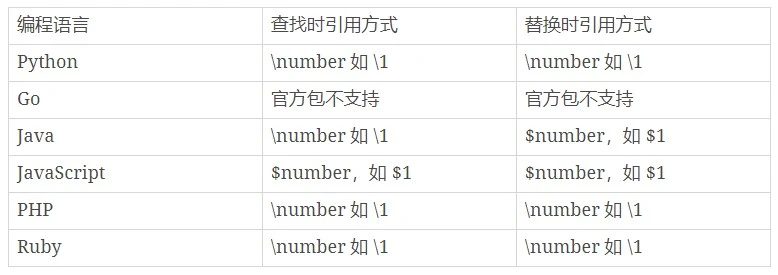 编程语言 查找时引用方式 替换时引用方式
Python \number 如 \1 \number 如 \1
Go 官方包不支持 官方包不支持
Java \number 如 \1 $number，如 $1
JavaScript $number，如 $1 $number，如 $1
PHP \number 如 \1 \number 如 \1
Ruby \number 如 \1 \number 如 \1